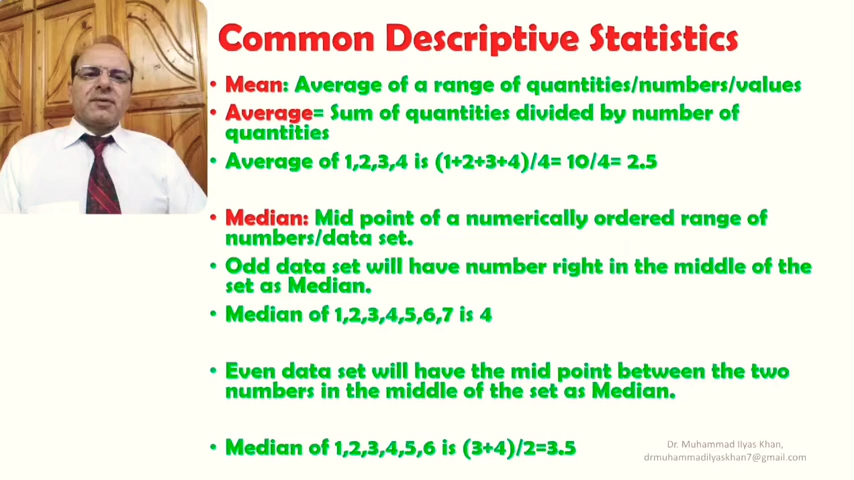 Common Descriptive Statistics
• Mean: Average of a range of quantities/numbers/values
• Average= Sum of quantities divided by number of
quantities
• Average of 1,2,3,4 is (1+2+3+4)/4= 10/4= 2.5
• Median: Mid point of a numerically ordered range of
numbers/data set.
• Odd data set will have number right in the middle of the
set as Median.
• Median of 1,2,3,4,5,6,7 is 4
• Even data set will have the mid point between the two
numbers in the middle of the set as Median.
• Median of 1,2,3,4,5,6 is (3+4)/2=3.5
Dr. Muhammad Ilyas Khan,
drmuhammadilyaskhan7@gmail.com